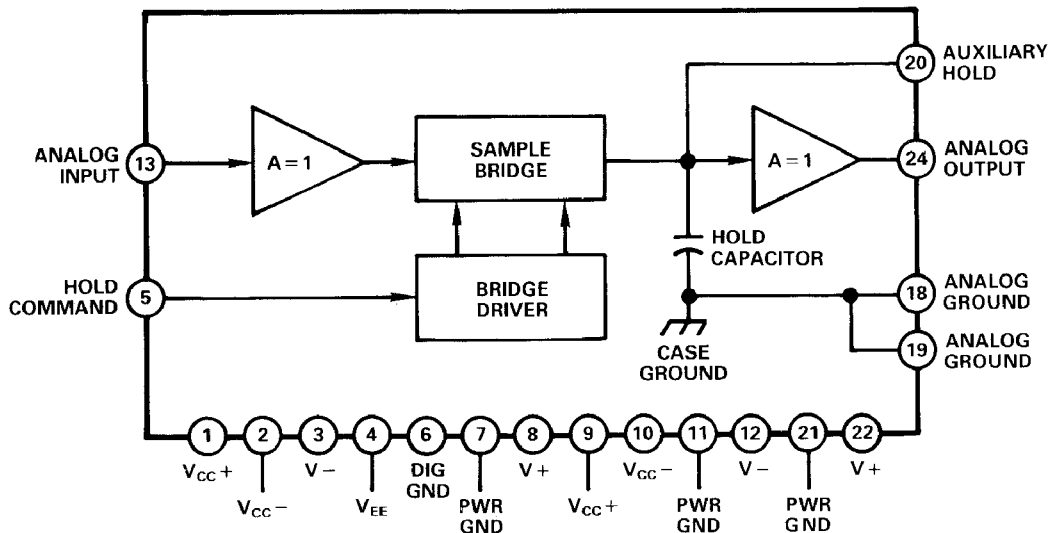 20
AUXILIARY
HOLD
ANALOG
INPUT
13
A = 1
SAMPLE
BRIDGE
A = 1
24
ANALOG
OUTPUT
HOLD
CAPACITOR
HOLD
COMMAND
5
BRIDGE
DRIVER
18
ANALOG
GROUND
CASE
GROUND
19
ANALOG
GROUND
1
2
3
4
6
7
8
9
10
11
12
21
22
VCC+
VCC−
V−
VEE
DIG
GND
PWR
GND
V+
VCC+
VCC−
PWR
GND
V−
PWR
GND
V+